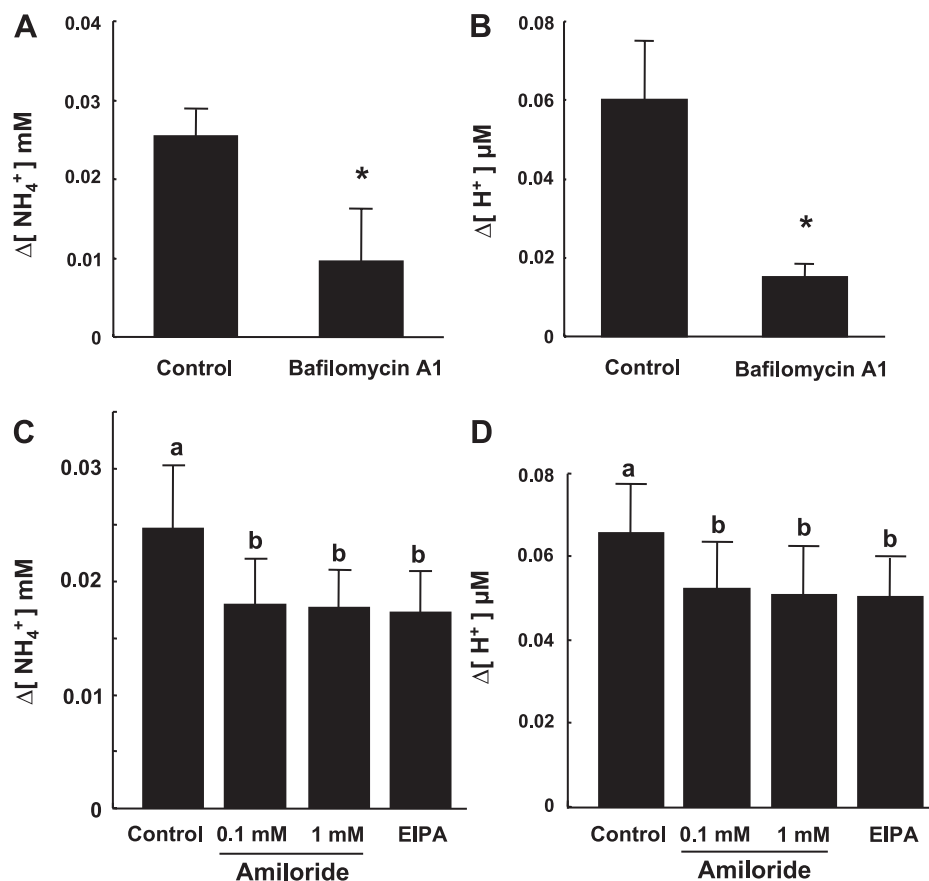 A
0.04
0.03
0.02
0.01
0
Δ[ NH₄⁺ ] mM
*
Control
Bafilomycin A1
B
0.08
0.06
0.04
0.02
0
Δ[ H⁺ ] µM
*
Control
Bafilomycin A1
C
0.03
0.02
0.01
0
Δ[ NH₄⁺ ] mM
a
b
b
b
Control
0.1 mM
1 mM
EIPA
Amiloride
D
0.08
0.06
0.04
0.02
0
Δ[ H⁺ ] µM
a
b
b
b
Control
0.1 mM
1 mM
EIPA
Amiloride